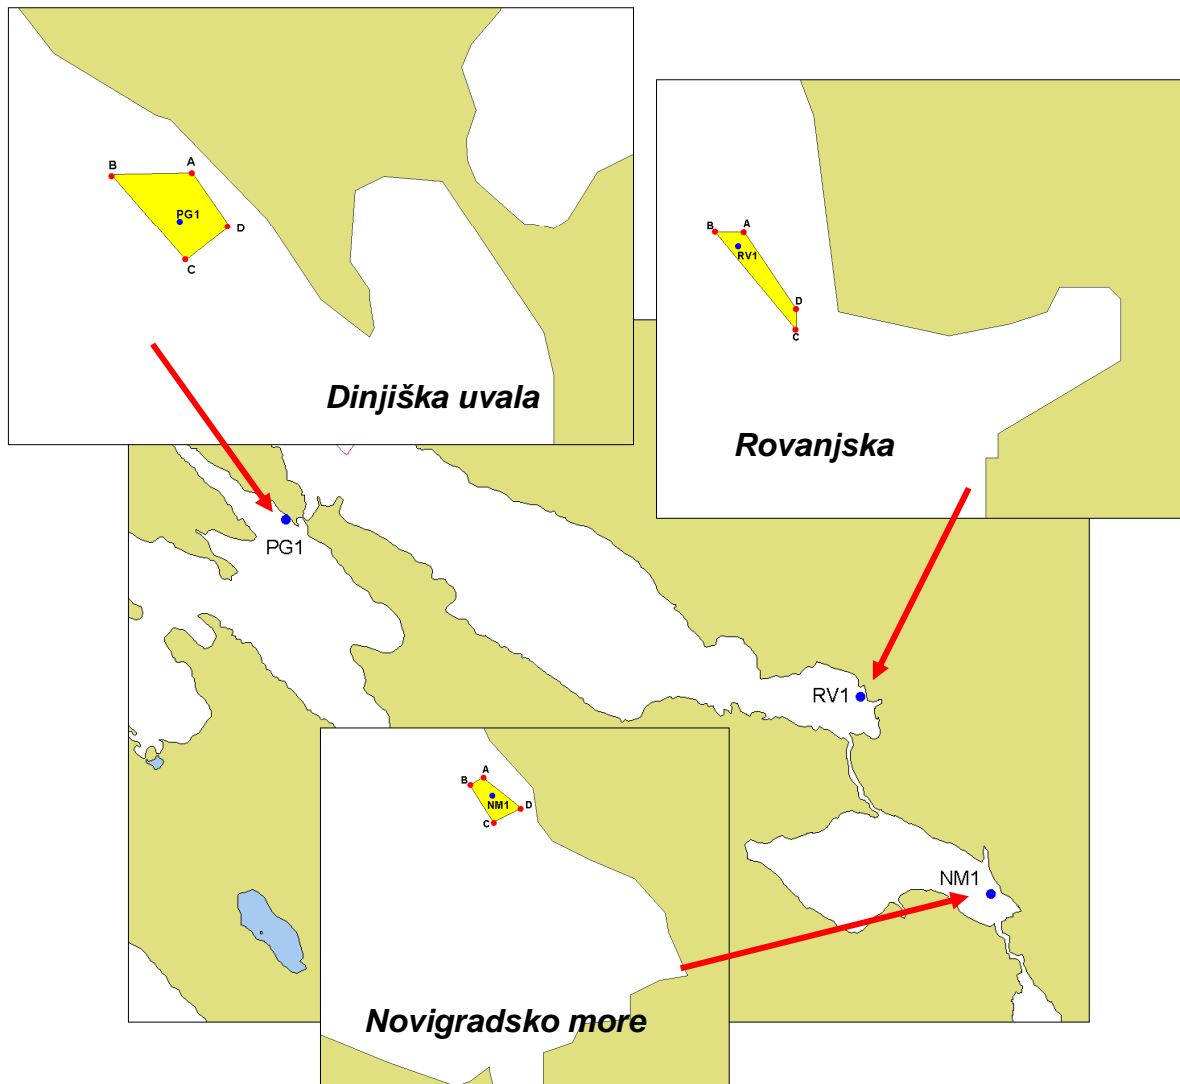 B
A
PG1
D
C
Dinjiška uvala
B
A
RV1
D
C
Rovanjska
PG1
RV1
A
B
NM1
D
C
NM1
Novigradsko more